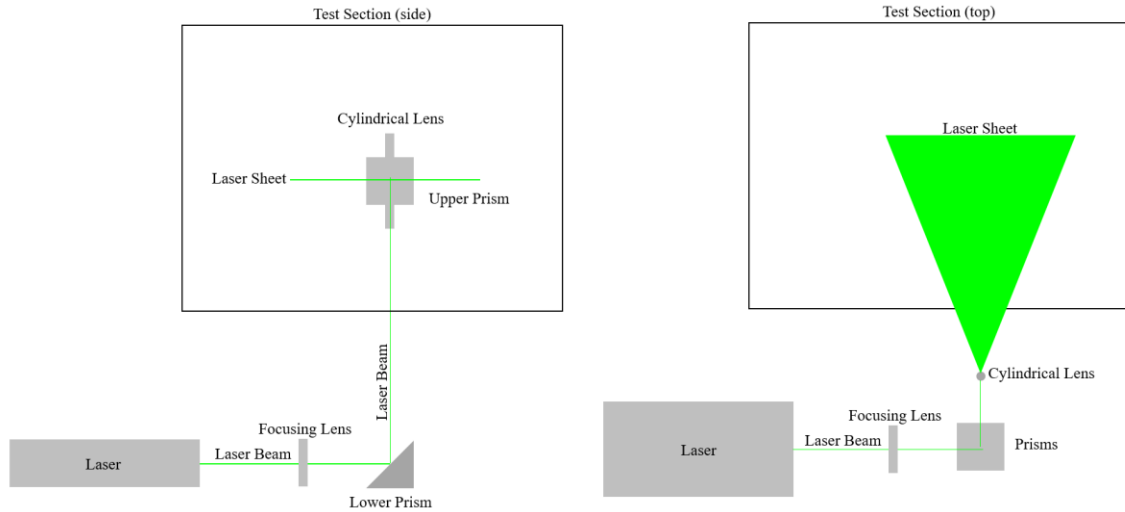 Test Section (side)
Cylindrical Lens
Laser Sheet
Upper Prism
Laser Beam
Focusing Lens
Laser Beam
Laser
Lower Prism
Test Section (top)
Laser Sheet
Cylindrical Lens
Focusing Lens
Laser Beam
Laser
Prisms